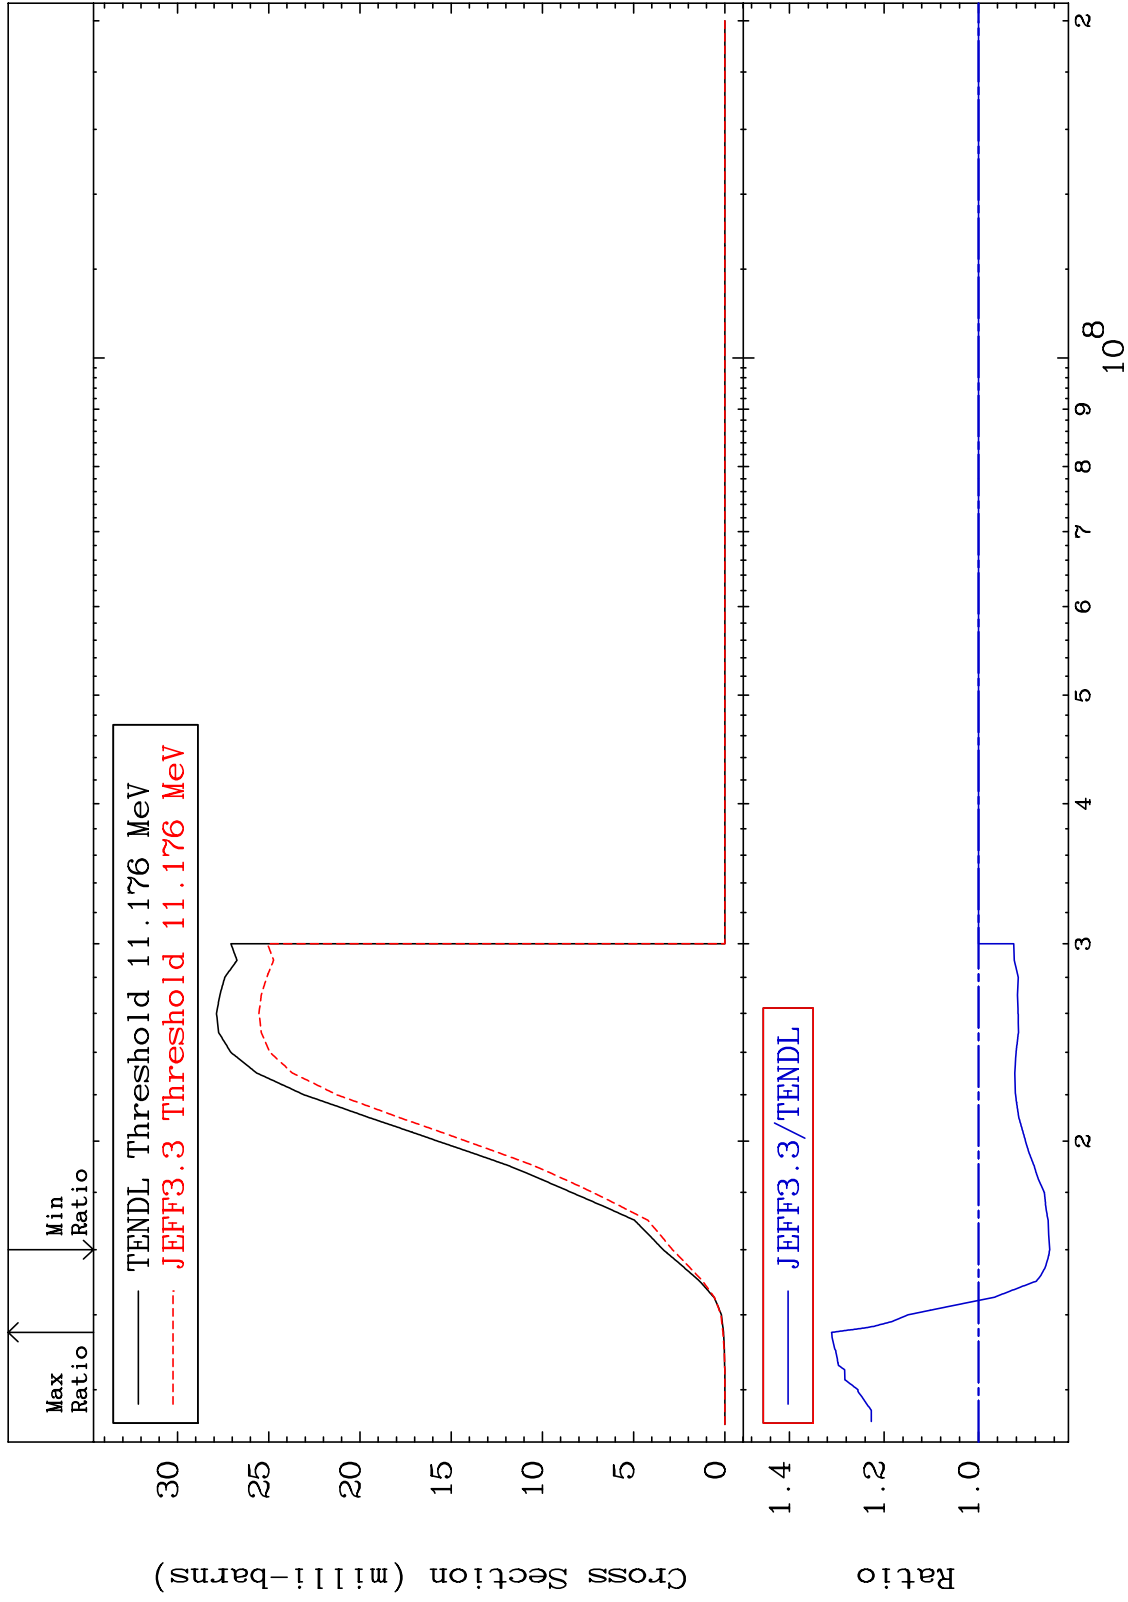 Max
Ratio
Min
Ratio
TENDL Threshold 11.176 MeV
JEFF3.3 Threshold 11.176 MeV
Cross Section (milli-barns)
30
25
20
15
10
5
0
JEFF3.3/TENDL
Ratio
1.4
1.2
1.0
2
3
4
5
6
7
8
9
10^8
2